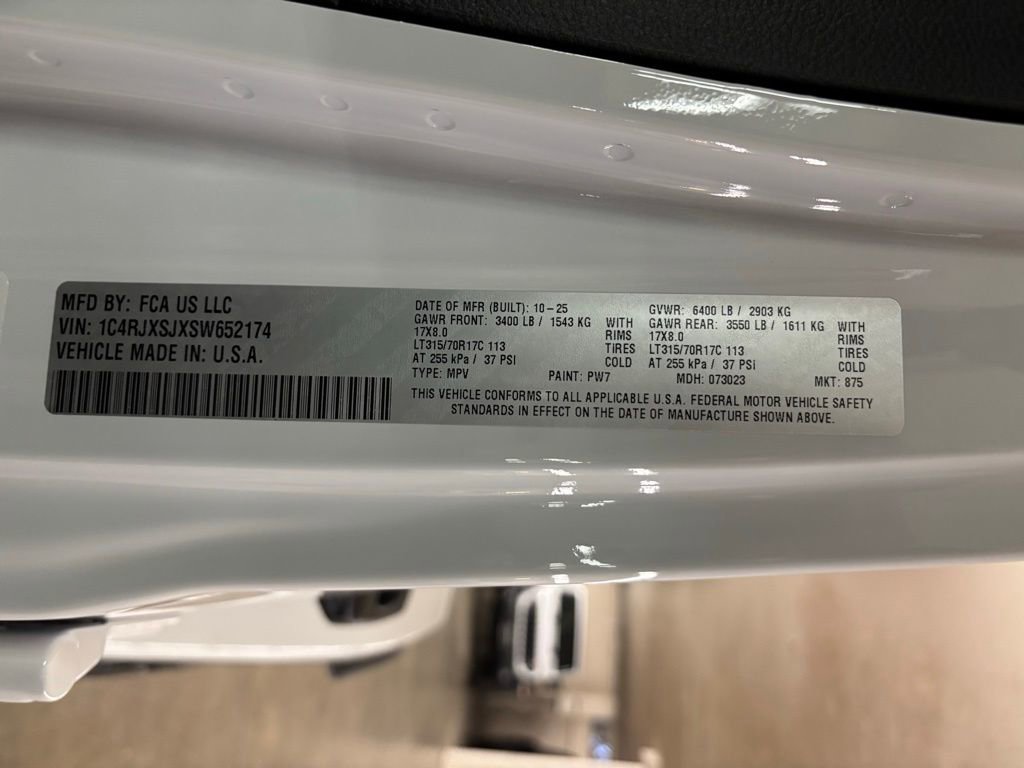 MFD BY: FCA US LLC
VIN: 1C4RJXSJXSW652174
VEHICLE MADE IN: U.S.A.
DATE OF MFR (BUILT): 10-25
GAWR FRONT: 3400 LB / 1543 KG WITH
17X8.0 RIMS
LT315/70R17C 113 TIRES
AT 255 kPa / 37 PSI COLD
GVWR: 6400 LB / 2903 KG
GAWR REAR: 3550 LB / 1611 KG WITH
17X8.0 RIMS
LT315/70R17C 113 TIRES
AT 255 kPa / 37 PSI COLD
TYPE: MPV PAINT: PW7 MDH: 073023 MKT: 875
THIS VEHICLE CONFORMS TO ALL APPLICABLE U.S.A. FEDERAL MOTOR VEHICLE SAFETY
STANDARDS IN EFFECT ON THE DATE OF MANUFACTURE SHOWN ABOVE.